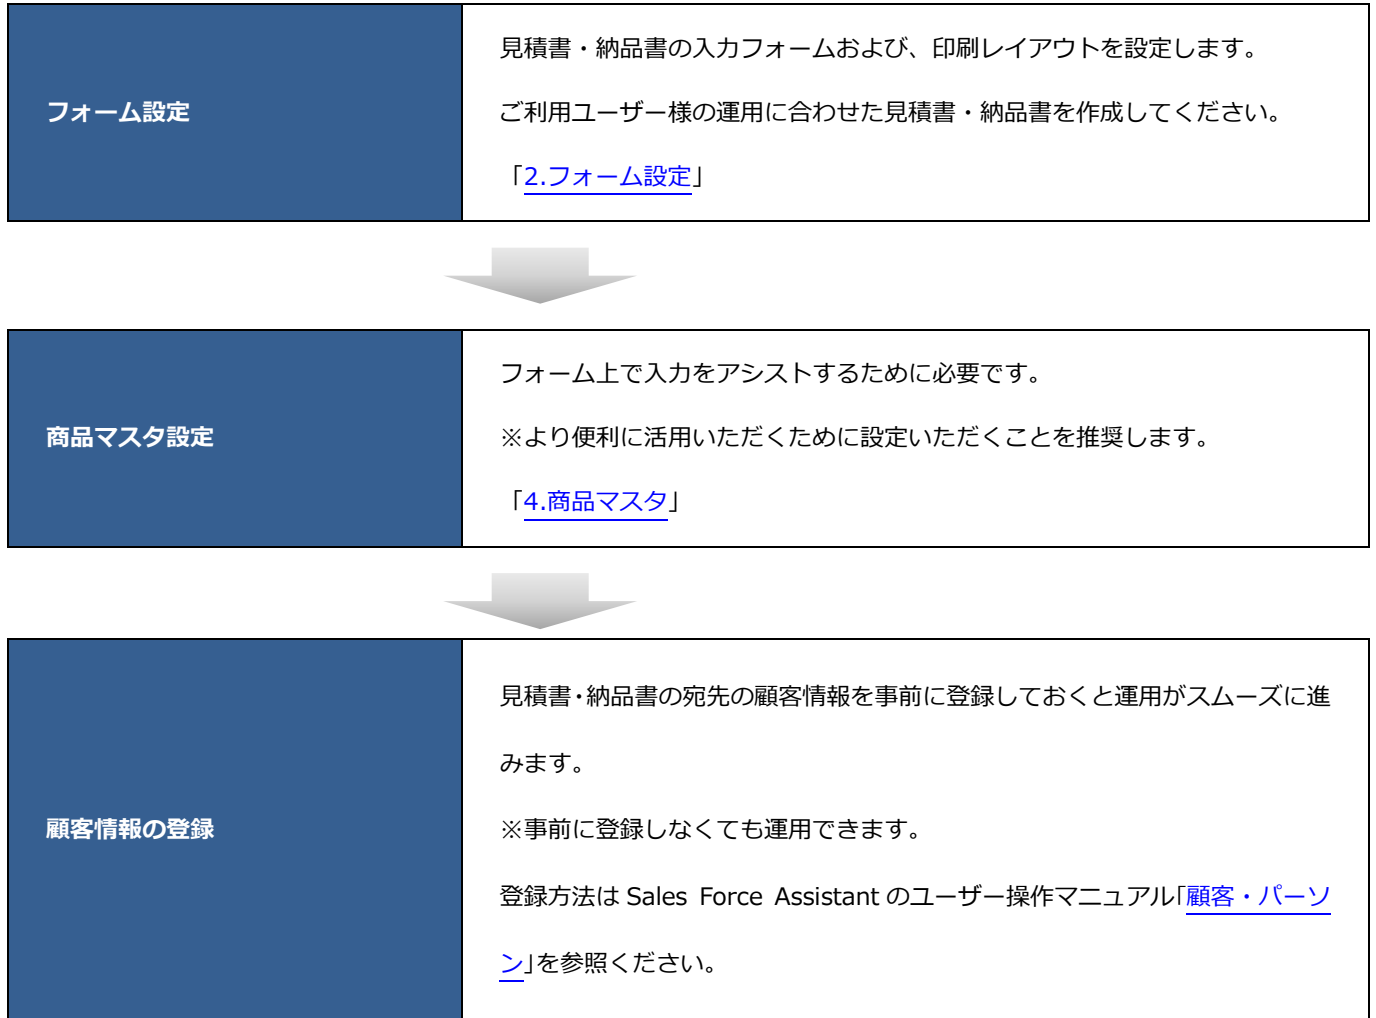 フォーム設定
見積書・納品書の入力フォームおよび、印刷レイアウトを設定します。
ご利用ユーザー様の運用に合わせた見積書・納品書を作成してください。
「2.フォーム設定」
商品マスタ設定
フォーム上で入力をアシストするために必要です。
※より便利に活用いただくために設定いただくことを推奨します。
「4.商品マスタ」
顧客情報の登録
見積書・納品書の宛先の顧客情報を事前に登録しておくと運用がスムーズに進
みます。
※事前に登録しなくても運用できます。
登録方法は Sales Force Assistant のユーザー操作マニュアル「顧客・パーソ
ン」を参照ください。